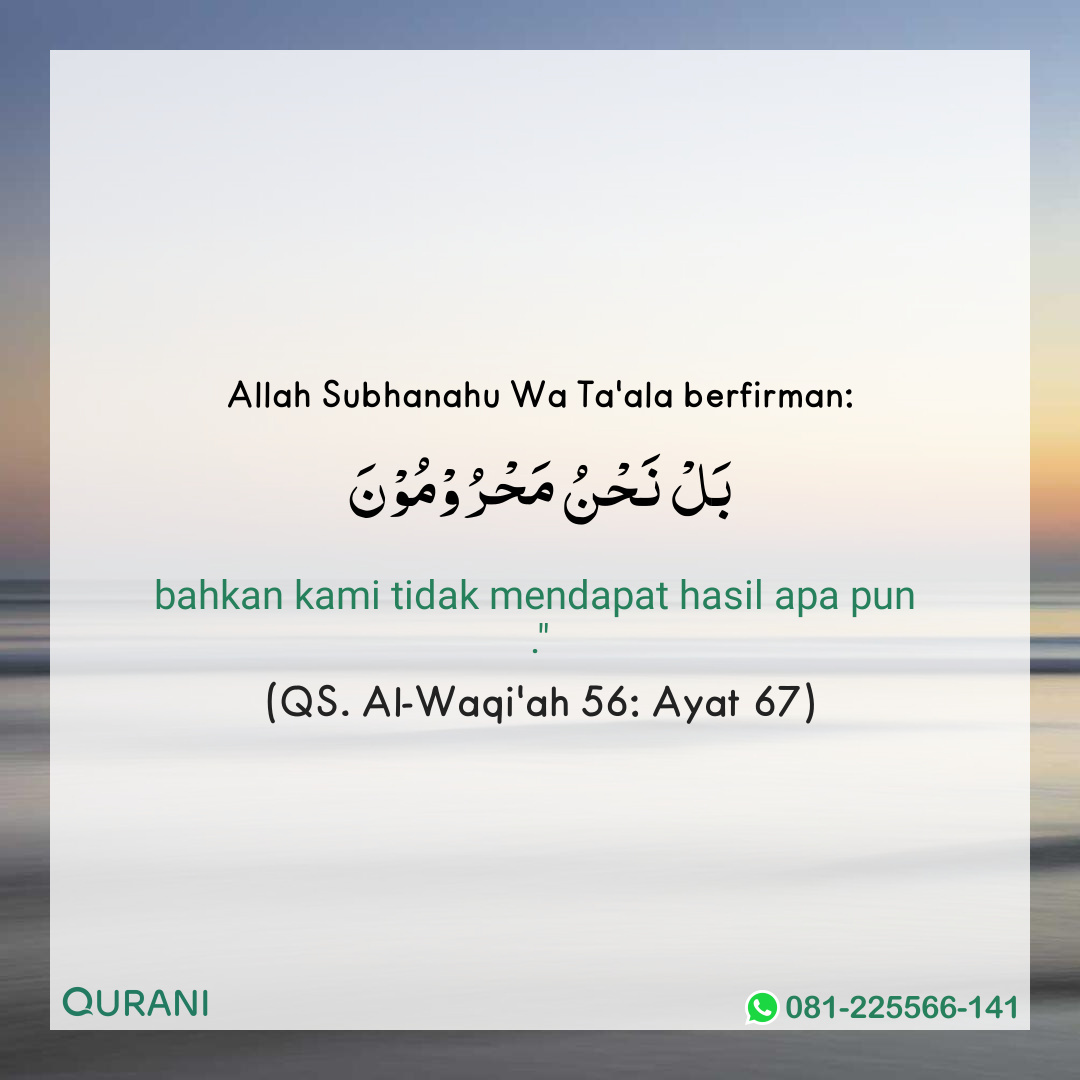 Allah Subhanahu Wa Ta'ala berfirman:
بَلْ نَحْنُ مَحْرُوْمُوْنَ
bahkan kami tidak mendapat hasil apa pun
."
(QS. Al-Waqi'ah 56: Ayat 67)
QURANI
081-225566-141